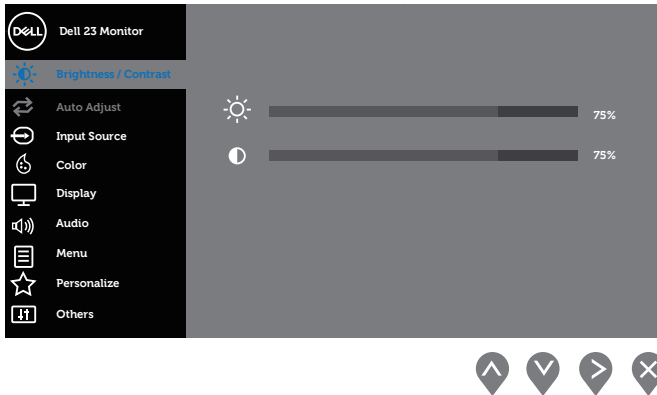 DELL
Dell 23 Monitor
Brightness / Contrast
Auto Adjust
Input Source
Color
Display
Audio
Menu
Personalize
Others
75%
75%